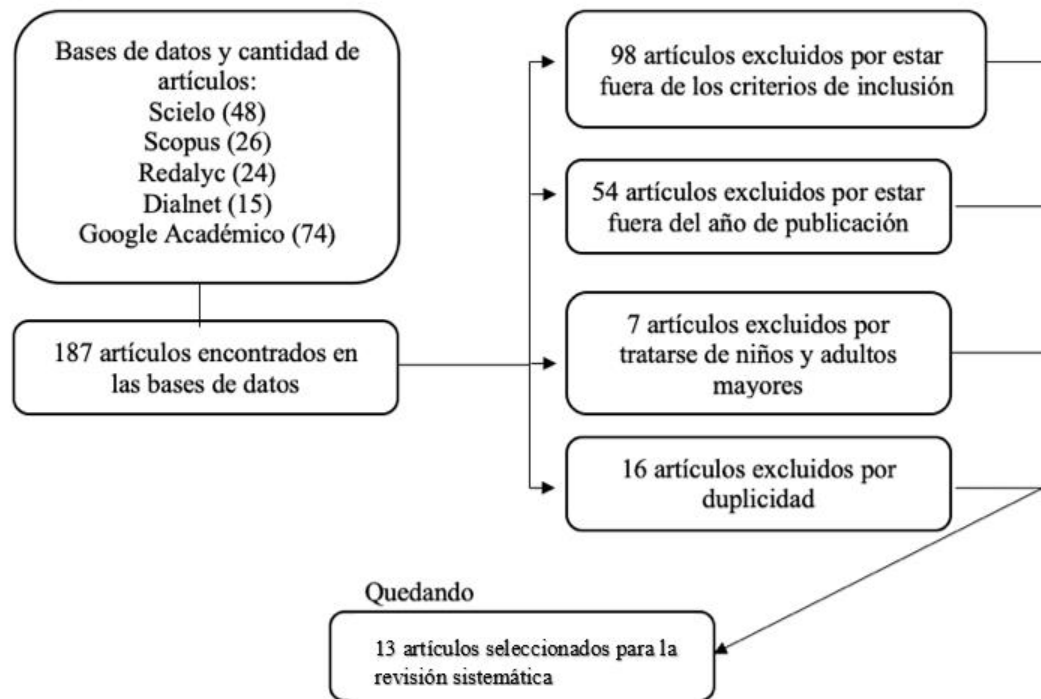 Bases de datos y cantidad de
artículos:
Scielo (48)
Scopus (26)
Redalyc (24)
Dialnet (15)
Google Académico (74)
187 artículos encontrados en
las bases de datos
98 artículos excluidos por estar
fuera de los criterios de inclusión
54 artículos excluidos por estar
fuera del año de publicación
7 artículos excluidos por
tratarse de niños y adultos
mayores
16 artículos excluidos por
duplicidad
Quedando
13 artículos seleccionados para la
revisión sistemática